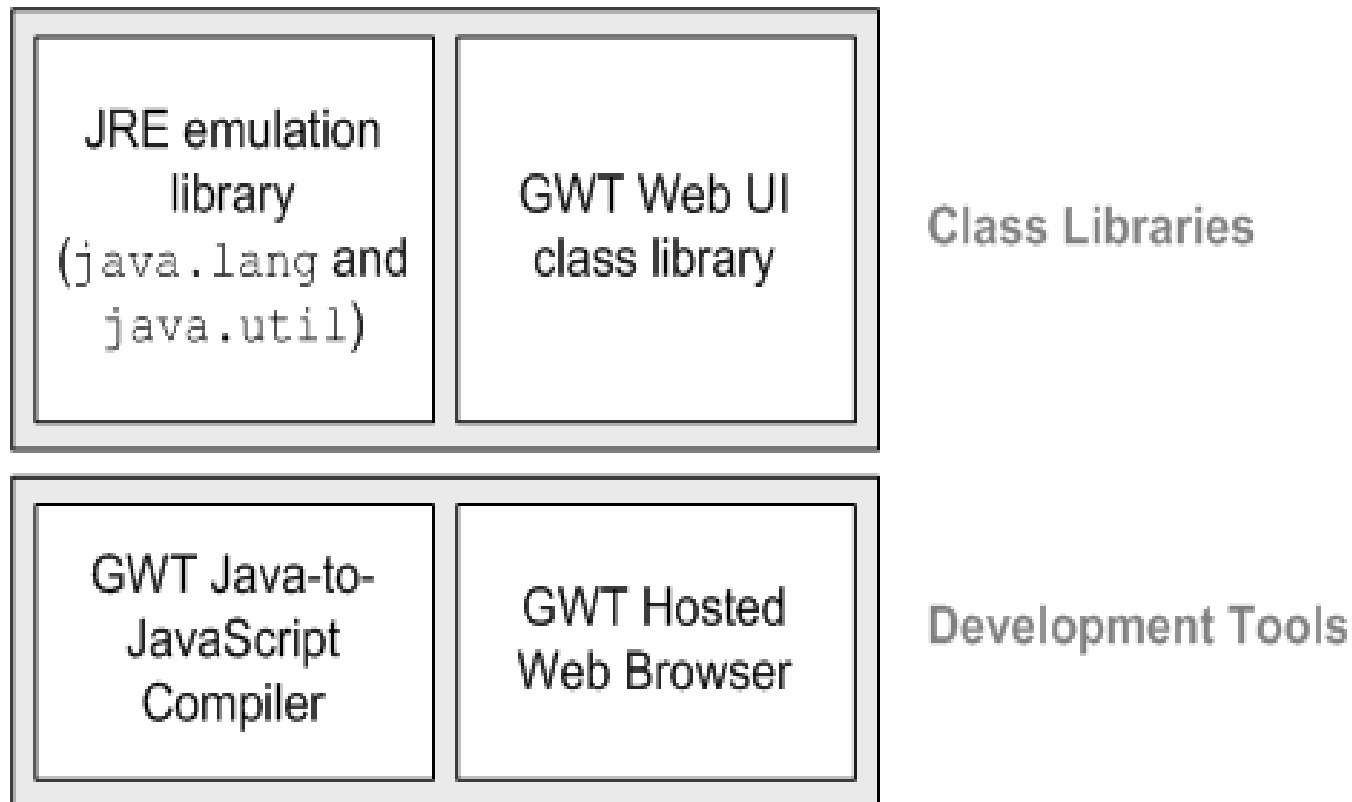 JRE emulation
library
(java.lang and
java.util)
GWT Web UI
class library
Class Libraries
GWT Java-to-
JavaScript
Compiler
GWT Hosted
Web Browser
Development Tools